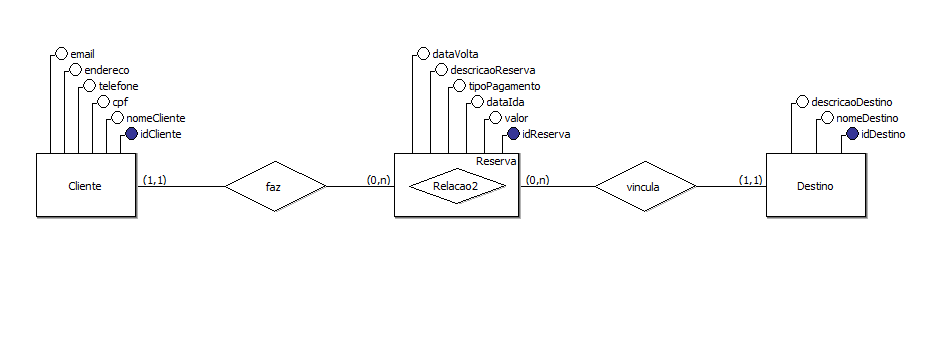 email
endereco
telefone
cpf
nomeCliente
idCliente
Cliente
(1,1)
faz
(0,n)
dataVolta
descricaoReserva
tipoPagamento
dataIda
valor
idReserva
Reserva
Relacao2
(0,n)
vincula
(1,1)
descricaoDestino
nomeDestino
idDestino
Destino